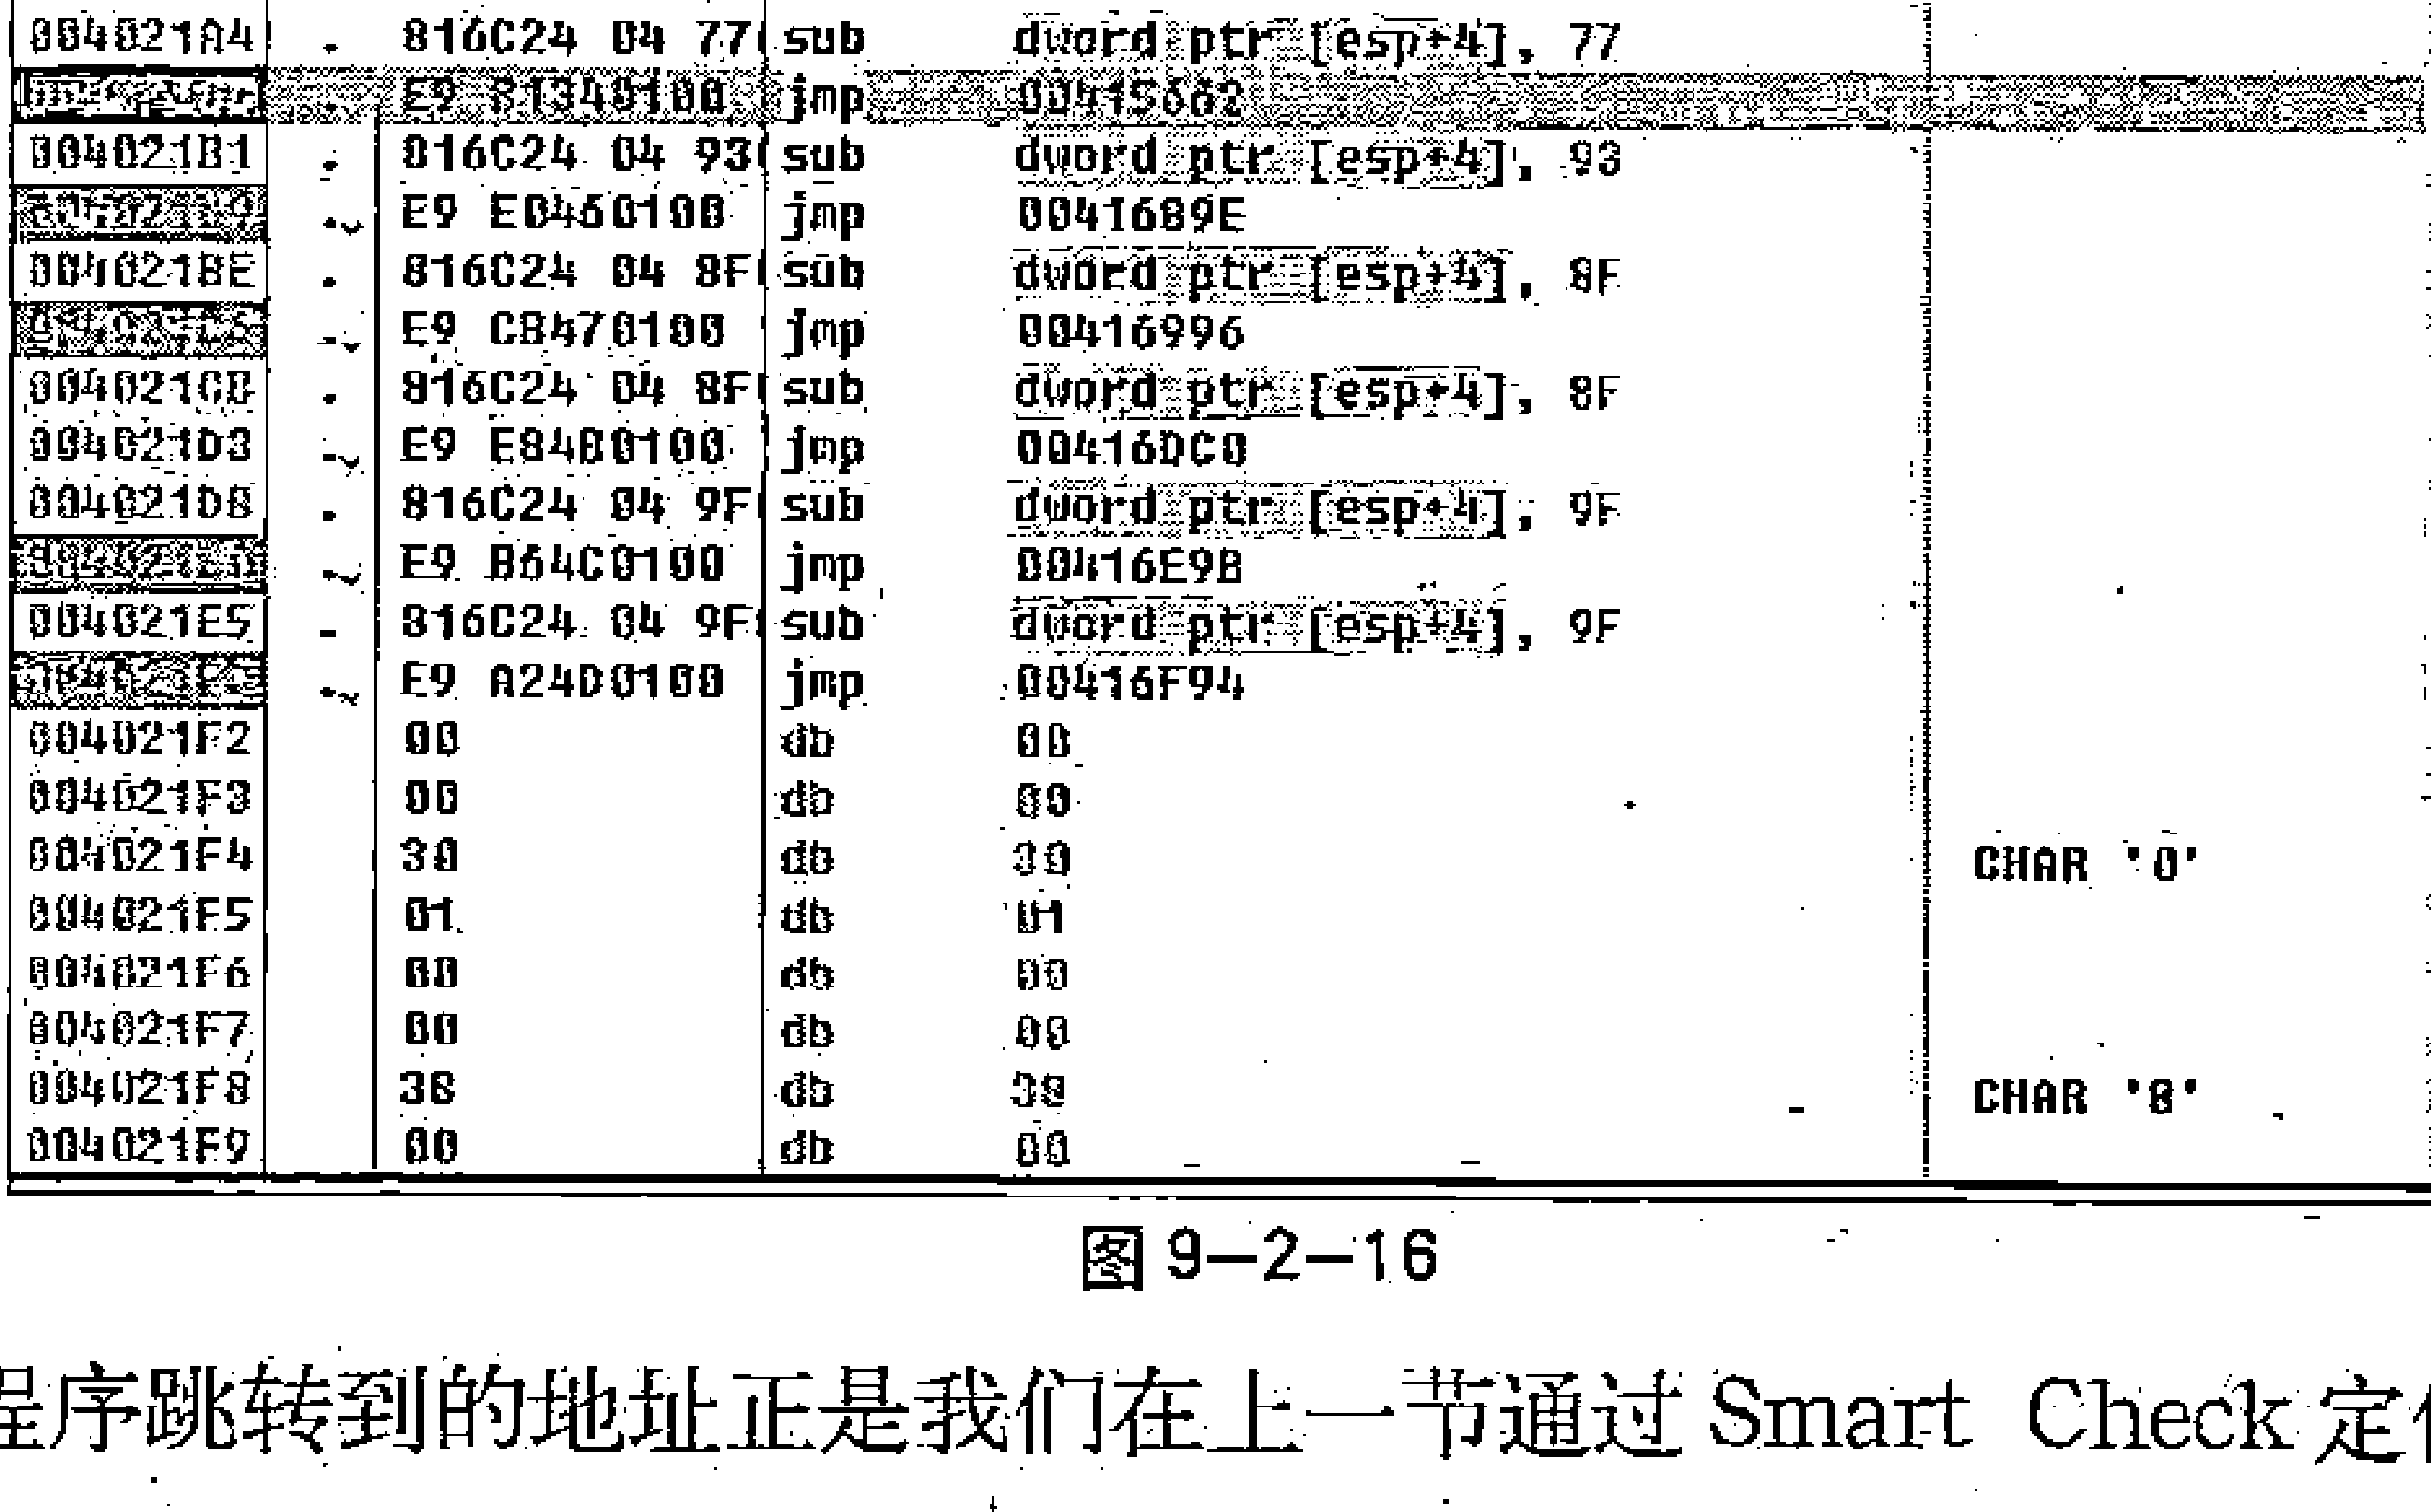 004021A4 . 816C24 04 77 sub dword ptr [esp+4], 77
E9 B1340100 jmp 00415662
004021B1 . 816C24 04 93 sub dword ptr [esp+4], 93
E9 E0460100 jmp 0041689E
004021BE . 816C24 04 8F sub dword ptr [esp+4], 8F
E9 CB470100 jmp 00416996
004021CB . 816C24 04 8F sub dword ptr [esp+4], 8F
004021D3 . E9 E84B0100 jmp 00416DC0
004021D8 . 816C24 04 9F sub dword ptr [esp+4], 9F
E9 B64C0100 jmp 00416E9B
004021E5 . 816C24 04 9F sub dword ptr [esp+4], 9F
E9 A24D0100 jmp 00416F94
004021F2 00 db 00
004021F3 00 db 00
004021F4 30 db 30 CHAR '0'
004021F5 01 db 01
004021F6 00 db 00
004021F7 00 db 00
004021F8 38 db 38 CHAR '8'
004021F9 00 db 00
图 9-2-16
程序跳转到的地址正是我们在上一节通过 Smart Check 定